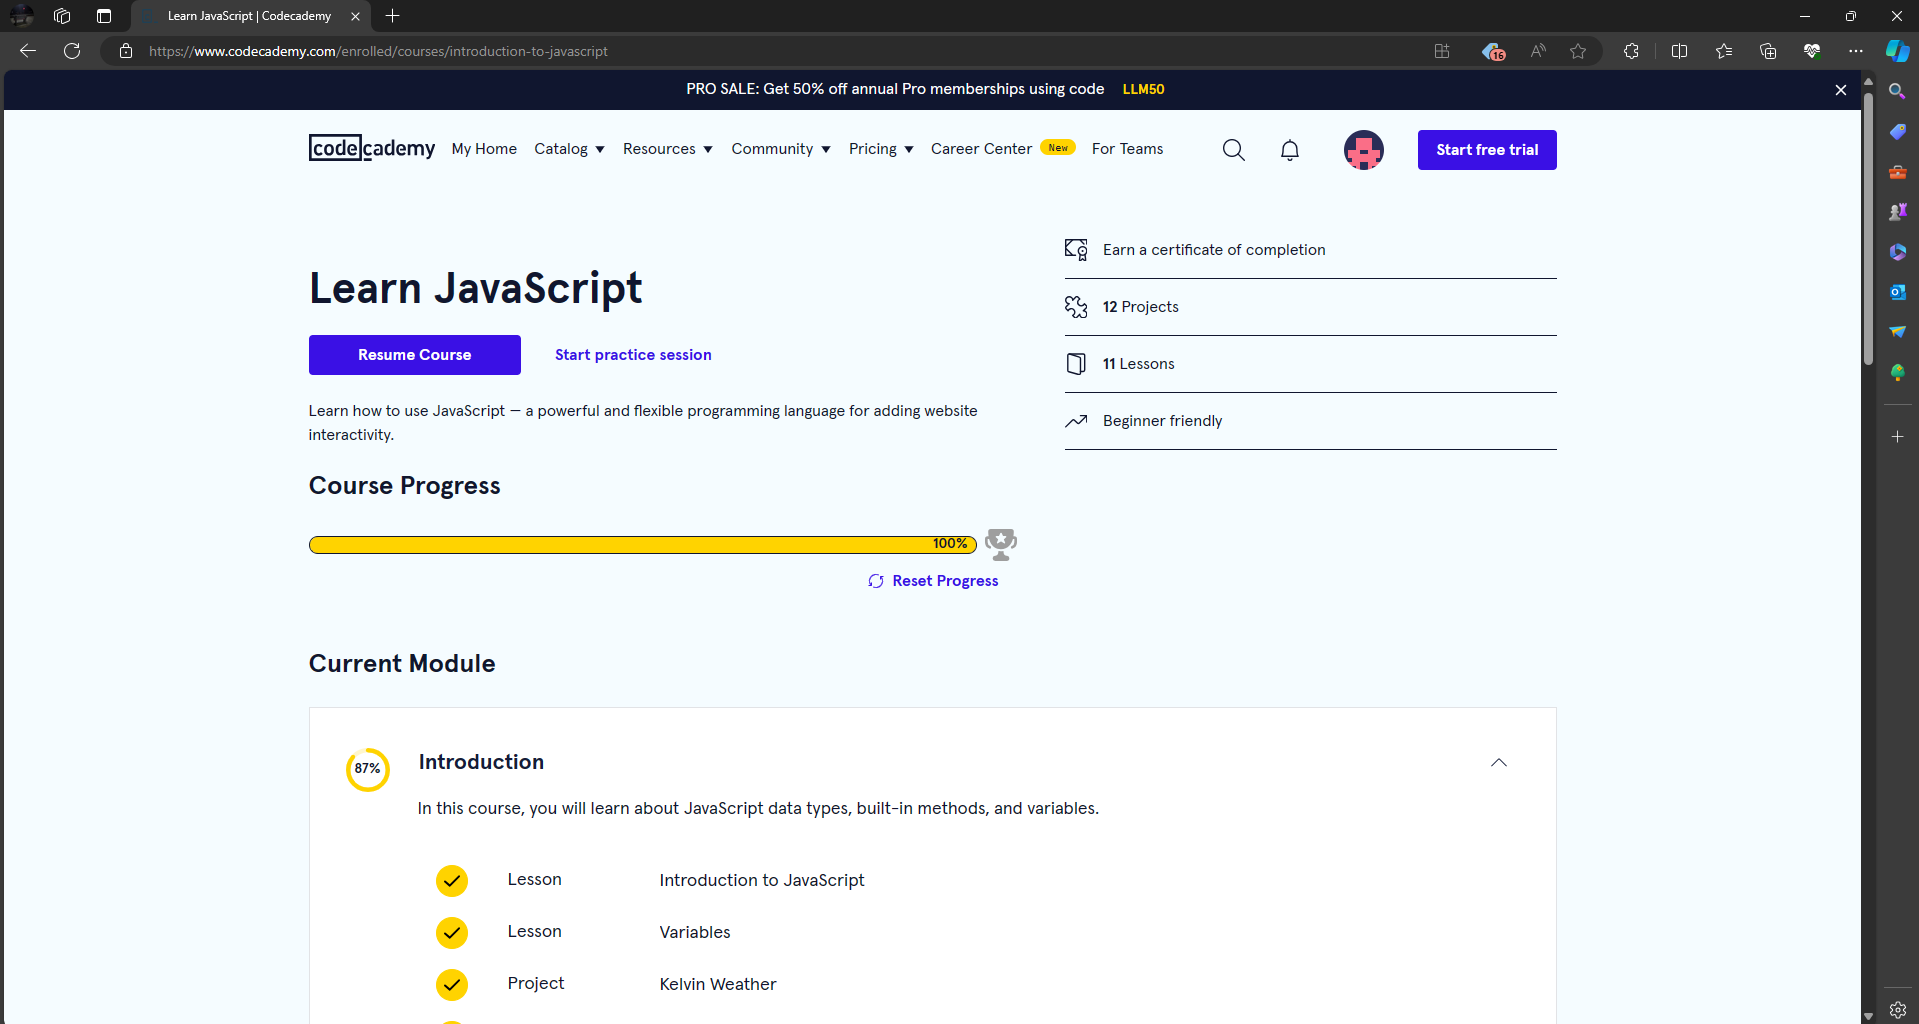 Learn JavaScript | Codecademy
https://www.codecademy.com/enrolled/courses/introduction-to-javascript
16
PRO SALE: Get 50% off annual Pro memberships using code LLM50
codecademy My Home Catalog Resources Community Pricing Career Center New For Teams Start free trial
Learn JavaScript
Resume Course Start practice session
Learn how to use JavaScript — a powerful and flexible programming language for adding website
interactivity.
Earn a certificate of completion
12 Projects
11 Lessons
Beginner friendly
Course Progress
100%
Reset Progress
Current Module
87% Introduction
In this course, you will learn about JavaScript data types, built-in methods, and variables.
Lesson Introduction to JavaScript
Lesson Variables
Project Kelvin Weather